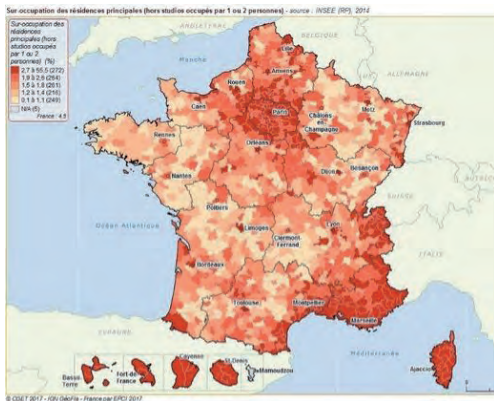 Sur-occupation des résidences principales (hors studios occupés par 1 ou 2 personnes) - source : INSEE (RP), 2014
Sur-occupation
des résidences
principales (hors
studios occupés
par 1 ou 2
personnes) (%)
2,7 à 55,5 (272)
1,9 à 2,6 (264)
1,5 à 1,8 (261)
1,2 à 1,4 (216)
0,1 à 1,1 (249)
N/A (5)
France : 4,9
ANGLETERRE
BELGIQUE
ALLEMAGNE
Manche
Lille
Amiens
Rouen
Caen
Paris
Metz
Châlons
en
Champagne
Strasbourg
Rennes
Orléans
Nantes
Dijon
Besançon
Poitiers
SUISSE
Océan Atlantique
Limoges
Clermont
Ferrand
Lyon
ITALIE
Bordeaux
Toulouse
Montpellier
Marseille
ESPAGNE
Méditerranée
Ajaccio
Basse
Terre
Fort-de
France
Cayenne
St-Denis
Mamoudzou
© CGET 2017 - IGN GéoFla - France par EPCI 2017